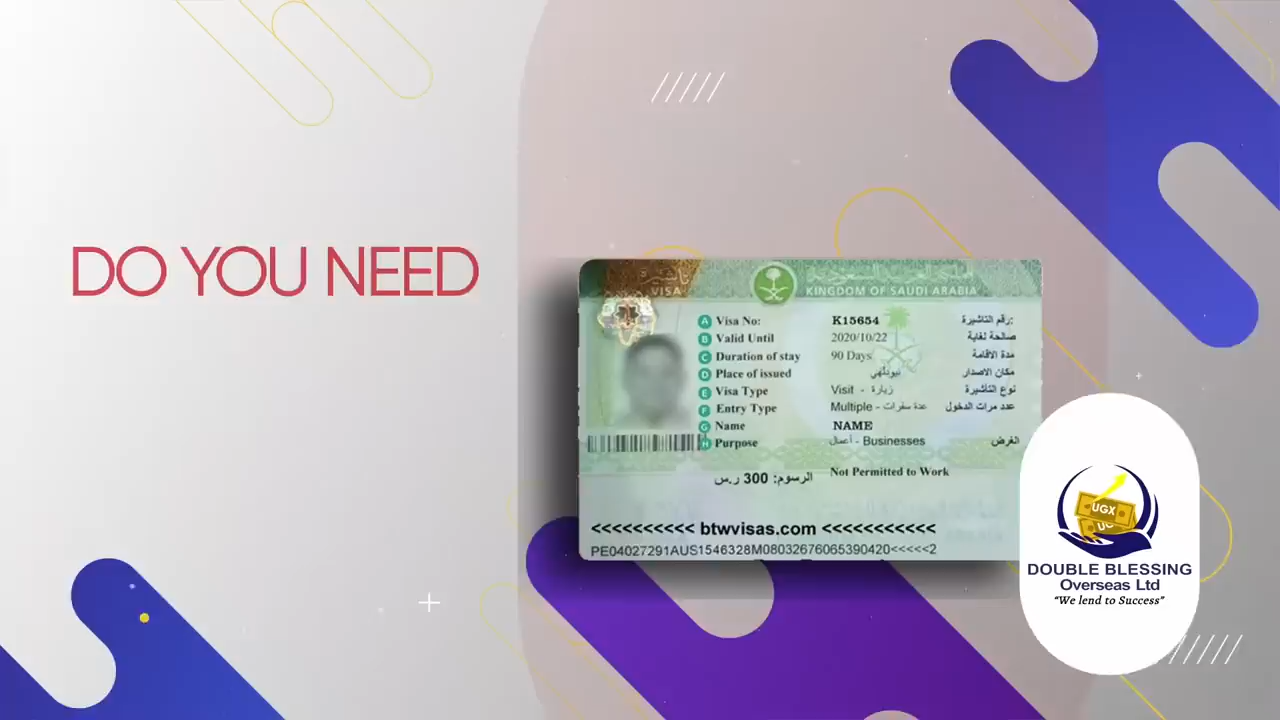 DO YOU NEED
VISA
KINGDOM OF SAUDI ARABIA
A Visa No: K15654 رقم التاشيرة:
B Valid Until 2020/10/22 صالحة لغاية
C Duration of stay 90 Days مدة الاقامة
D Place of issued نيودلهي مكان الاصدار
E Visa Type Visit - زيارة نوع التأشيرة
F Entry Type Multiple - عدة سفرات عدد مرات الدخول
G Name NAME
H Purpose أعمال - Businesses الغرض
الرسوم: 300 ر.س Not Permitted to Work
<<<<<<<<<< btwvisas.com <<<<<<<<<<<
PE04027291AUS1546328M08032676065390420<<<<<2
UGX
DOUBLE BLESSING
Overseas Ltd
“We lend to Success”